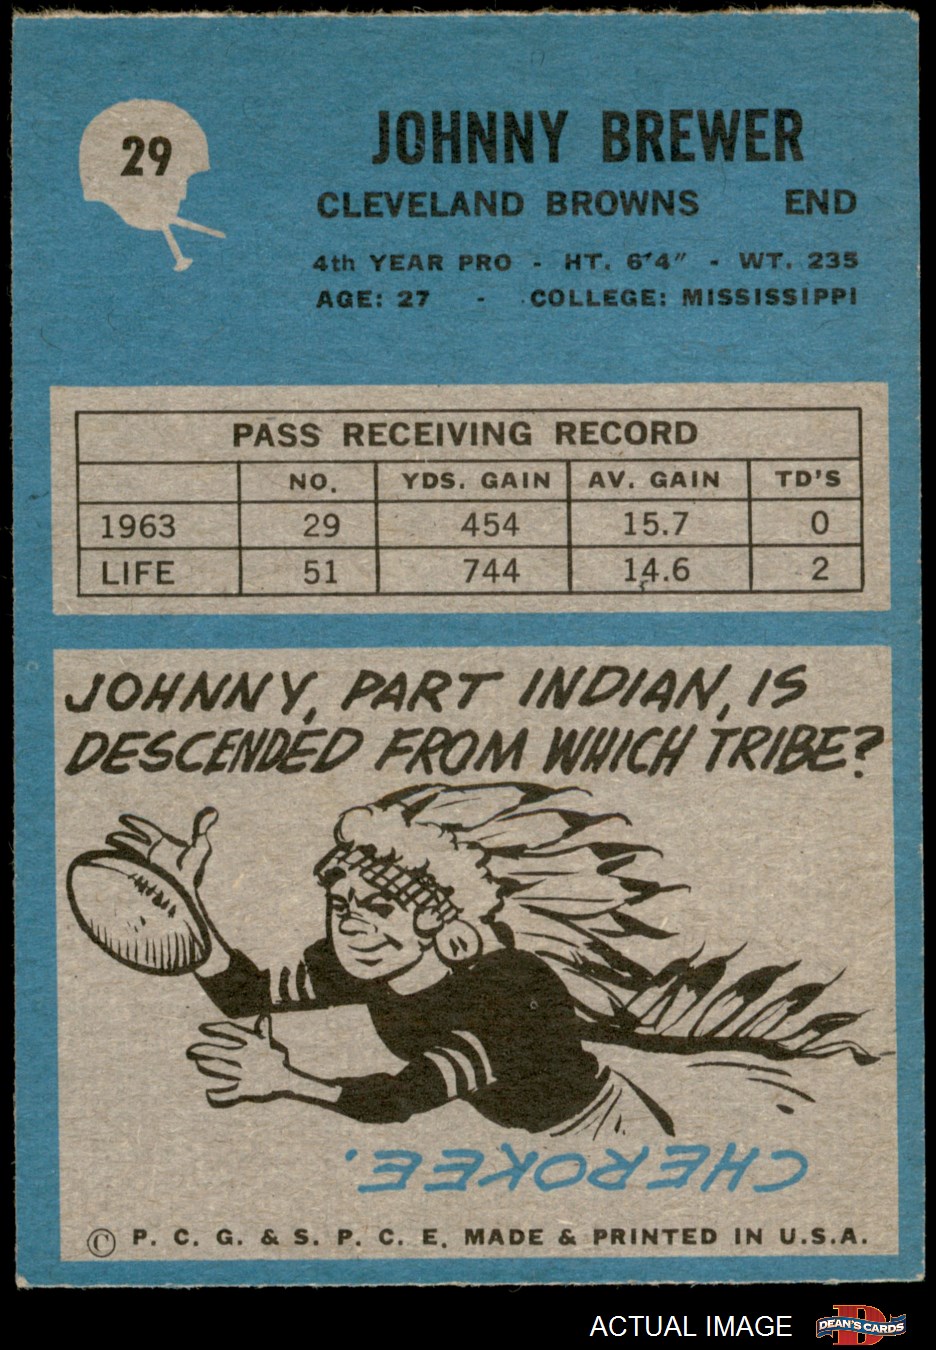 29
JOHNNY BREWER
CLEVELAND BROWNS END
4th YEAR PRO - HT. 6'4" - WT. 235
AGE: 27 - COLLEGE: MISSISSIPPI
PASS RECEIVING RECORD
NO. YDS. GAIN AV. GAIN TD'S
1963 29 454 15.7 0
LIFE 51 744 14.6 2
JOHNNY, PART INDIAN, IS
DESCENDED FROM WHICH TRIBE?
CHEROKEE.
© P. C. G. & S. P. C. E. MADE & PRINTED IN U.S.A.
ACTUAL IMAGE
D
DEAN'S CARDS